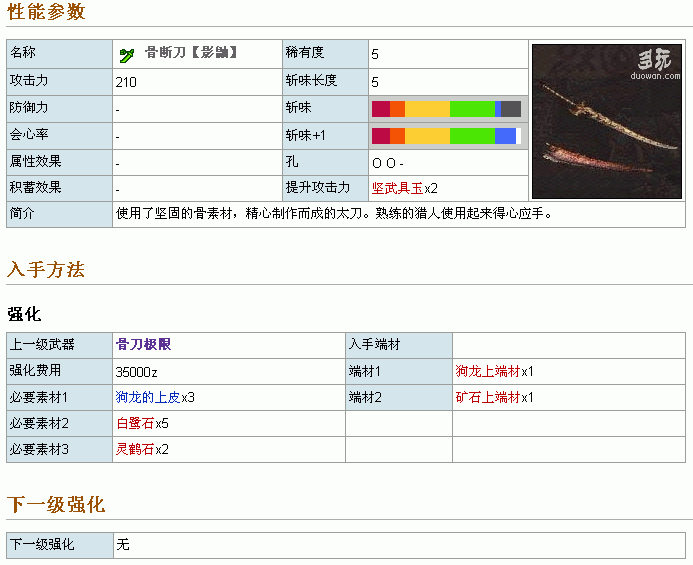 性能参数
名称 骨断刀【影鼬】 稀有度 5
攻击力 210 斩味长度 5
防御力 - 斩味
会心率 - 斩味+1
属性效果 - 孔 O O -
积蓄效果 - 提升攻击力 坚武具玉x2
多玩
duowan.com
简介 使用了坚固的骨素材，精心制作而成的太刀。熟练的猎人使用起来得心应手。
入手方法
强化
上一级武器 骨刀极限 入手端材
强化费用 35000z 端材1 狗龙上端材x1
必要素材1 狗龙的上皮x3 端材2 矿石上端材x1
必要素材2 白鹭石x5
必要素材3 灵鹤石x2
下一级强化
下一级强化 无